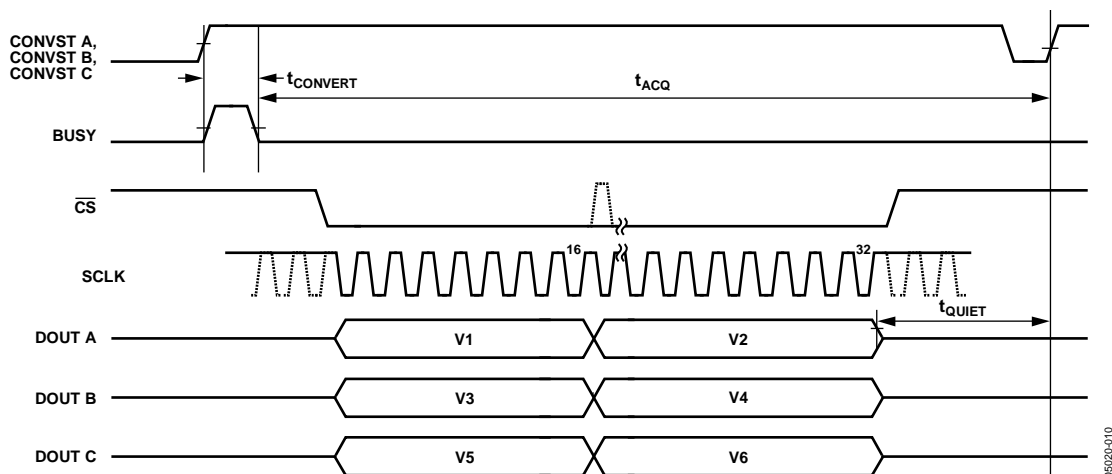 CONVST A,
CONVST B,
CONVST C
tCONVERT
tACQ
BUSY
CS
SCLK
16
32
tQUIET
DOUT A
V1
V2
DOUT B
V3
V4
DOUT C
V5
V6
05020-010